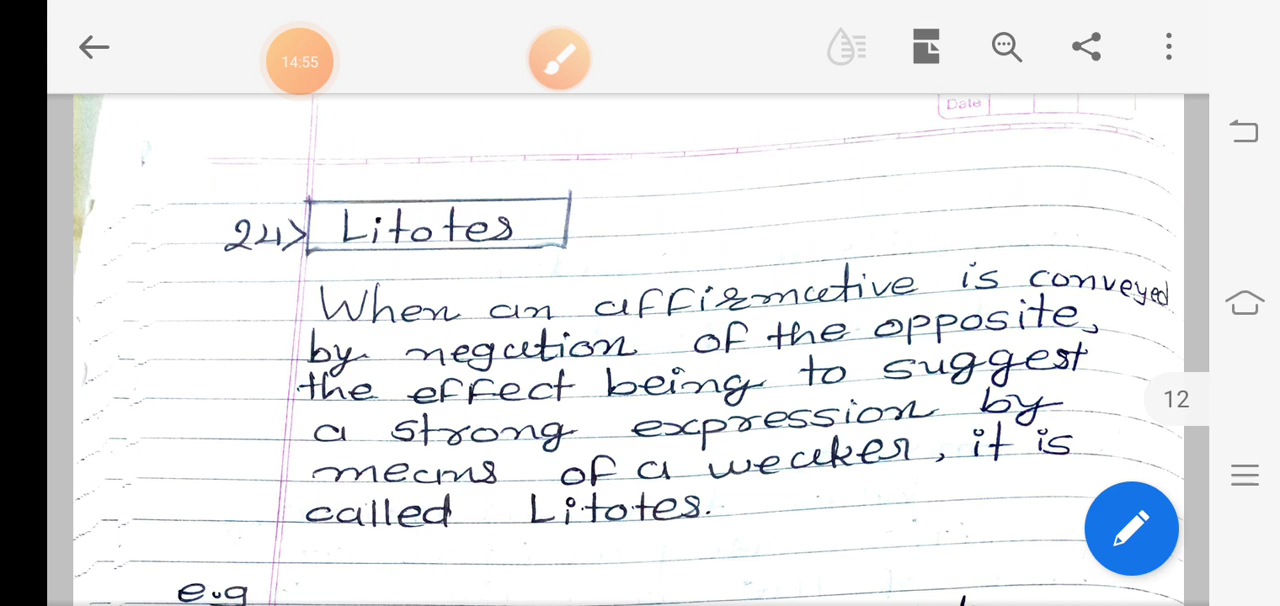 14:55
Date
24> Litotes
When an affirmative is conveyed
by negation of the opposite,
the effect being to suggest
12
a strong expression by
means of a weaker, it is
called Litotes.
e.g